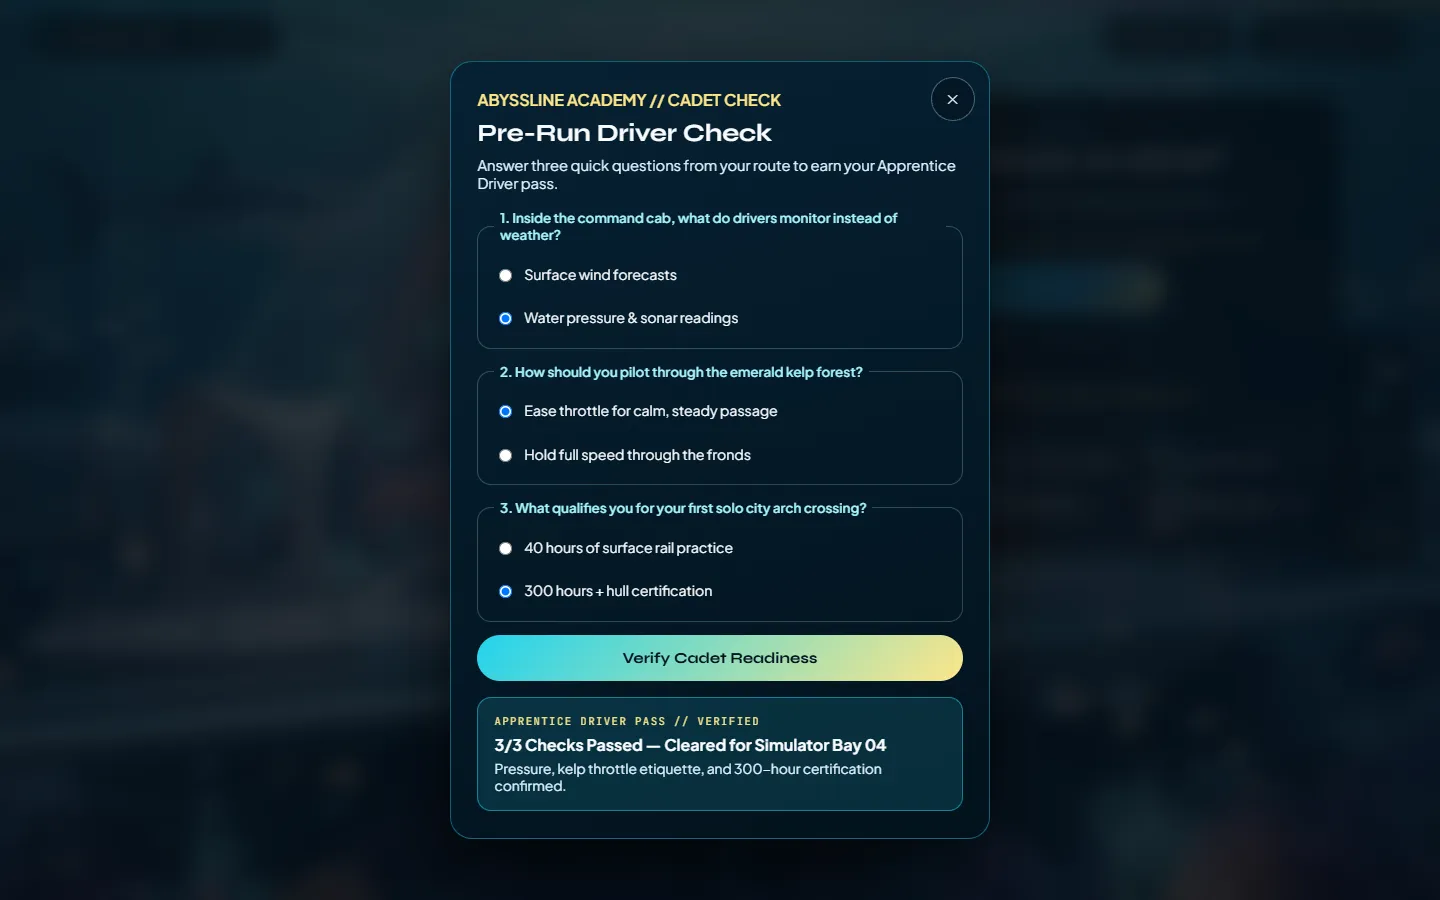 ABYSSLINE ACADEMY // CADET CHECK
Pre-Run Driver Check
Answer three quick questions from your route to earn your Apprentice
Driver pass.
1. Inside the command cab, what do drivers monitor instead of
weather?
Surface wind forecasts
Water pressure & sonar readings
2. How should you pilot through the emerald kelp forest?
Ease throttle for calm, steady passage
Hold full speed through the fronds
3. What qualifies you for your first solo city arch crossing?
40 hours of surface rail practice
300 hours + hull certification
Verify Cadet Readiness
APPRENTICE DRIVER PASS // VERIFIED
3/3 Checks Passed — Cleared for Simulator Bay 04
Pressure, kelp throttle etiquette, and 300-hour certification
confirmed.